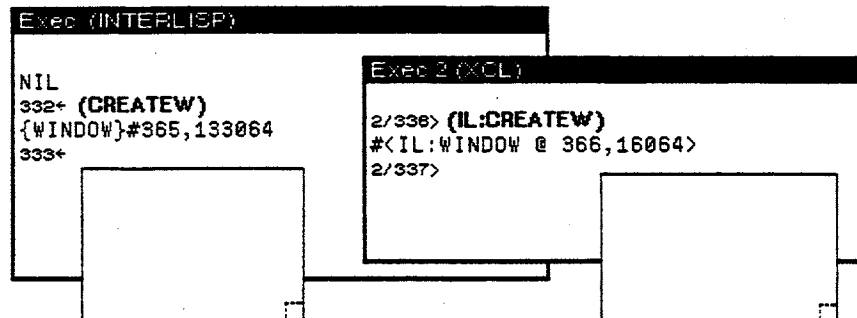 Exec (INTERLISP)
NIL
332← (CREATEW)
{WINDOW}#365,133064
333←
Exec 2 (XCL)
2/336> (IL:CREATEW)
#<IL:WINDOW @ 366,16064>
2/337>